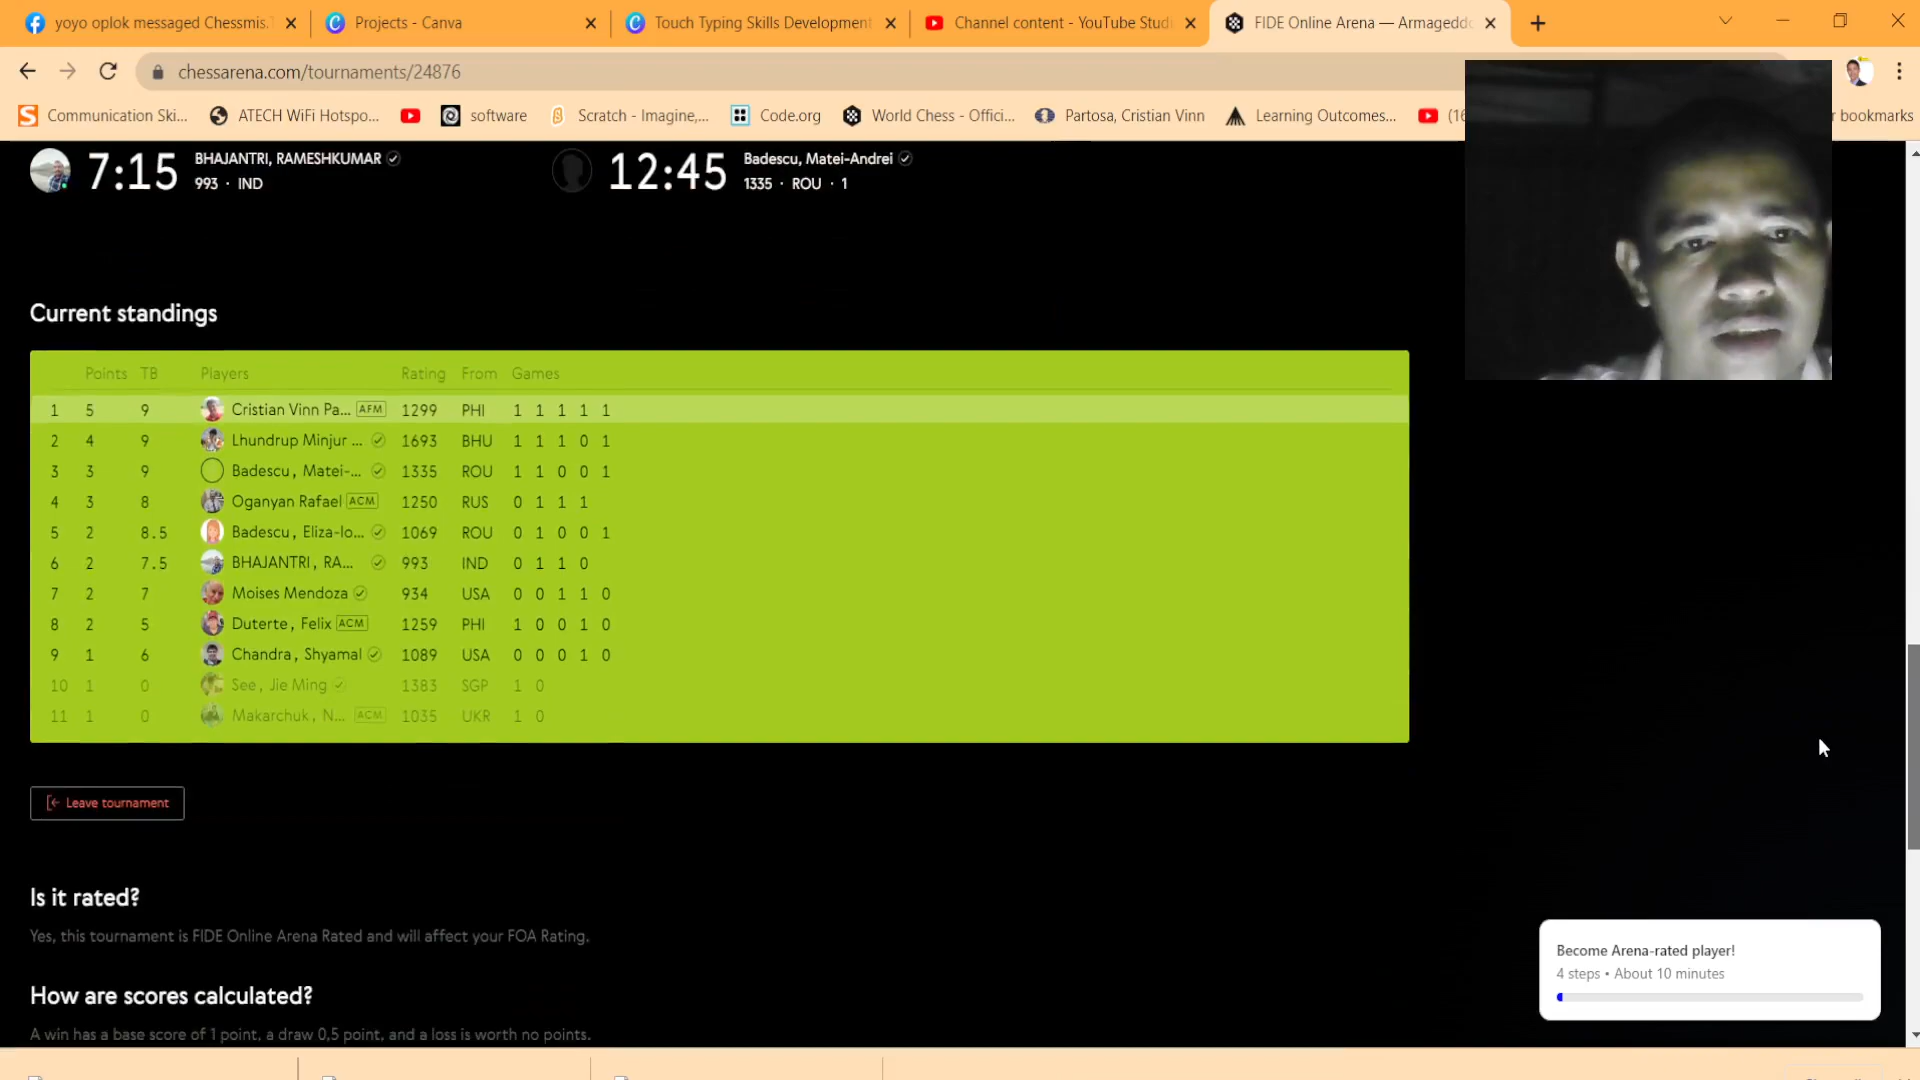 yoyo oplok messaged Chessmis.
Projects - Canva
Touch Typing Skills Development
Channel content - YouTube Studi
FIDE Online Arena — Armageddo
chessarena.com/tournaments/24876
Communication Ski...
ATECH WiFi Hotspo...
software
Scratch - Imagine,...
Code.org
World Chess - Offici...
Partosa, Cristian Vinn
Learning Outcomes...
(16
r bookmarks
7:15 BHAJANTRI, RAMESHKUMAR
993 · IND
12:45 Badescu, Matei-Andrei
1335 · ROU · 1
Current standings
Points TB Players Rating From Games
1 5 9 Cristian Vinn Pa... AFM 1299 PHI 1 1 1 1 1
2 4 9 Lhundrup Minjur ... 1693 BHU 1 1 1 0 1
3 3 9 Badescu, Matei-... 1335 ROU 1 1 0 0 1
4 3 8 Oganyan Rafael ACM 1250 RUS 0 1 1 1
5 2 8.5 Badescu, Eliza-Io... 1069 ROU 0 1 0 0 1
6 2 7.5 BHAJANTRI, RA... 993 IND 0 1 1 0
7 2 7 Moises Mendoza 934 USA 0 0 1 1 0
8 2 5 Duterte, Felix ACM 1259 PHI 1 0 0 1 0
9 1 6 Chandra, Shyamal 1089 USA 0 0 0 1 0
10 1 0 See, Jie Ming 1383 SGP 1 0
11 1 0 Makarchuk, N... ACM 1035 UKR 1 0
Leave tournament
Is it rated?
Yes, this tournament is FIDE Online Arena Rated and will affect your FOA Rating.
How are scores calculated?
A win has a base score of 1 point, a draw 0,5 point, and a loss is worth no points.
Become Arena-rated player!
4 steps • About 10 minutes